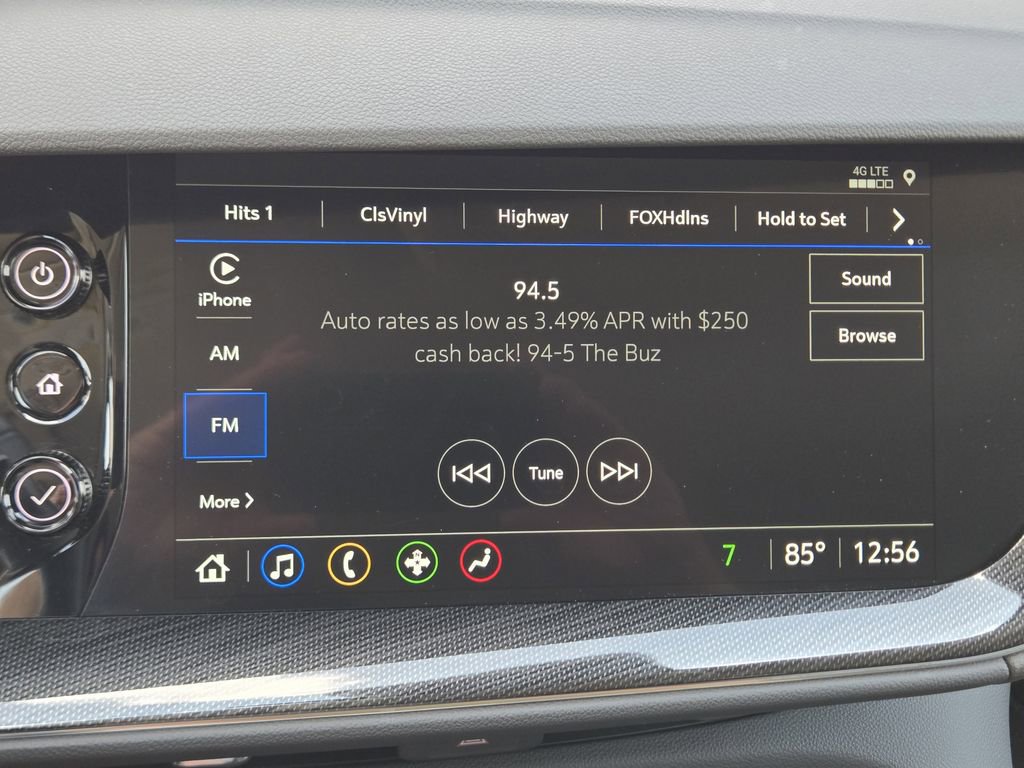 4G LTE
Hits 1
ClsVinyl
Highway
FOXHdlns
Hold to Set
iPhone
94.5
Sound
Auto rates as low as 3.49% APR with $250
cash back! 94-5 The Buz
Browse
AM
FM
Tune
More
7
85°
12:56